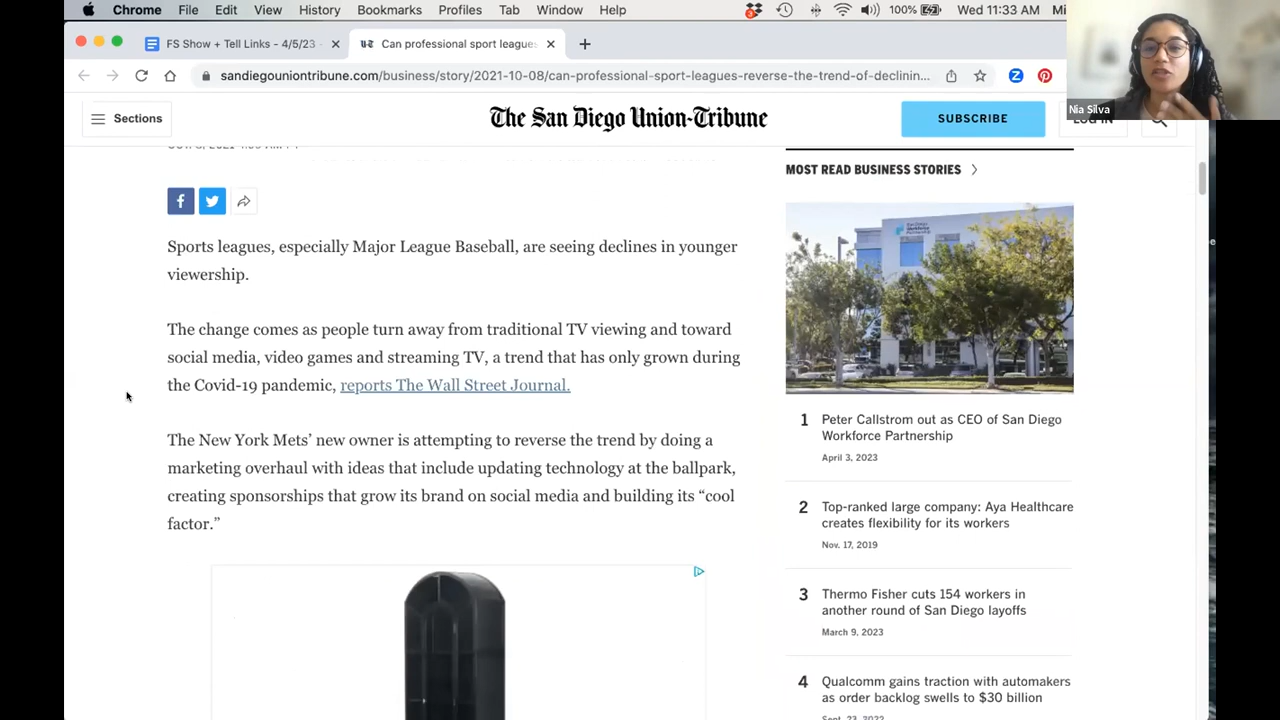 Chrome File Edit View History Bookmarks Profiles Tab Window Help 100% Wed 11:33 AM
FS Show + Tell Links - 4/5/23
Can professional sport leagues
sandiegouniontribune.com/business/story/2021-10-08/can-professional-sport-leagues-reverse-the-trend-of-declinin...
Nia Silva
Sections
The San Diego Union-Tribune
SUBSCRIBE
LOG IN
Sports leagues, especially Major League Baseball, are seeing declines in younger
viewership.
The change comes as people turn away from traditional TV viewing and toward
social media, video games and streaming TV, a trend that has only grown during
the Covid-19 pandemic, reports The Wall Street Journal.
The New York Mets’ new owner is attempting to reverse the trend by doing a
marketing overhaul with ideas that include updating technology at the ballpark,
creating sponsorships that grow its brand on social media and building its “cool
factor.”
MOST READ BUSINESS STORIES
San Diego
Workforce
Partnership
1 Peter Callstrom out as CEO of San Diego
Workforce Partnership
April 3, 2023
2 Top-ranked large company: Aya Healthcare
creates flexibility for its workers
Nov. 17, 2019
3 Thermo Fisher cuts 154 workers in
another round of San Diego layoffs
March 9, 2023
4 Qualcomm gains traction with automakers
as order backlog swells to $30 billion